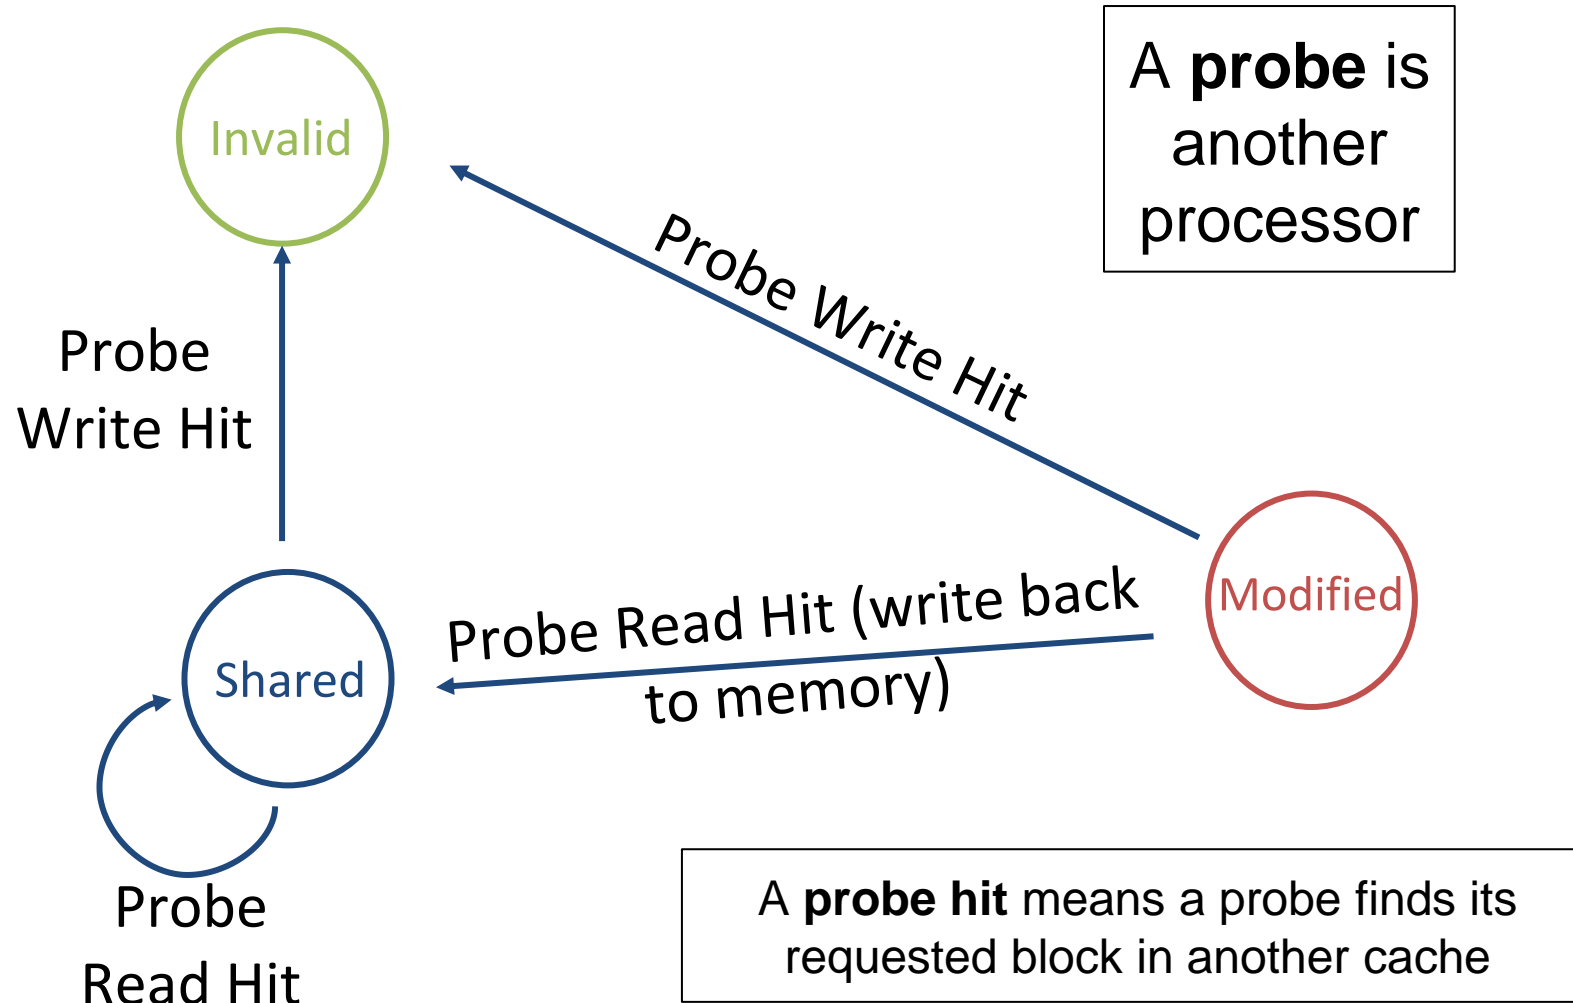 Invalid
A probe is
another
processor
Probe Write Hit
Probe
Write Hit
Modified
Probe Read Hit (write back
to memory)
Shared
Probe
Read Hit
A probe hit means a probe finds its
requested block in another cache